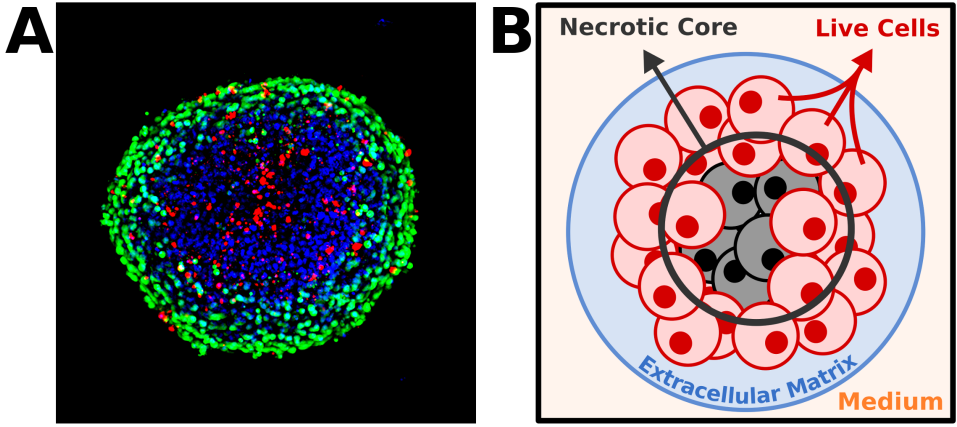 A
B
Necrotic Core
Live Cells
Extracellular Matrix
Medium